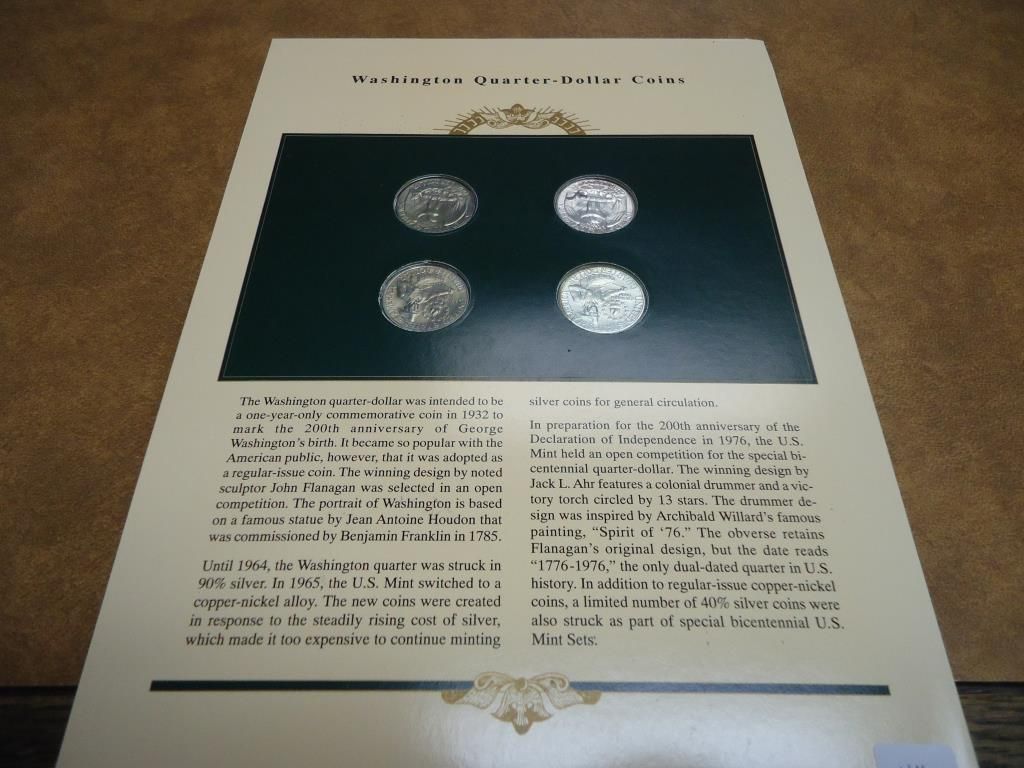 Washington Quarter-Dollar Coins
The Washington quarter-dollar was intended to be
a one-year-only commemorative coin in 1932 to
mark the 200th anniversary of George
Washington's birth. It became so popular with the
American public, however, that it was adopted as
a regular-issue coin. The winning design by noted
sculptor John Flanagan was selected in an open
competition. The portrait of Washington is based
on a famous statue by Jean Antoine Houdon that
was commissioned by Benjamin Franklin in 1785.
Until 1964, the Washington quarter was struck in
90% silver. In 1965, the U.S. Mint switched to a
copper-nickel alloy. The new coins were created
in response to the steadily rising cost of silver,
which made it too expensive to continue minting
silver coins for general circulation.
In preparation for the 200th anniversary of the
Declaration of Independence in 1976, the U.S.
Mint held an open competition for the special bi-
centennial quarter-dollar. The winning design by
Jack L. Ahr features a colonial drummer and a vic-
tory torch circled by 13 stars. The drummer de-
sign was inspired by Archibald Willard's famous
painting, "Spirit of '76." The obverse retains
Flanagan's original design, but the date reads
"1776-1976," the only dual-dated quarter in U.S.
history. In addition to regular-issue copper-nickel
coins, a limited number of 40% silver coins were
also struck as part of special bicentennial U.S.
Mint Sets.